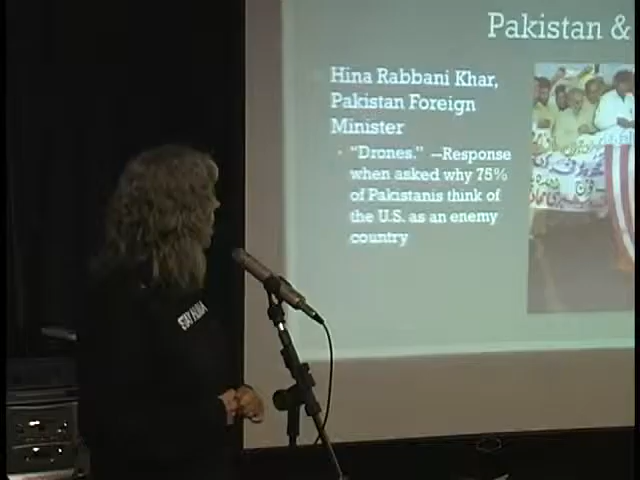 Pakistan &
Hina Rabbani Khar,
Pakistan Foreign
Minister
"Drones." —Response
when asked why 75%
of Pakistanis think of
the U.S. as an enemy
country